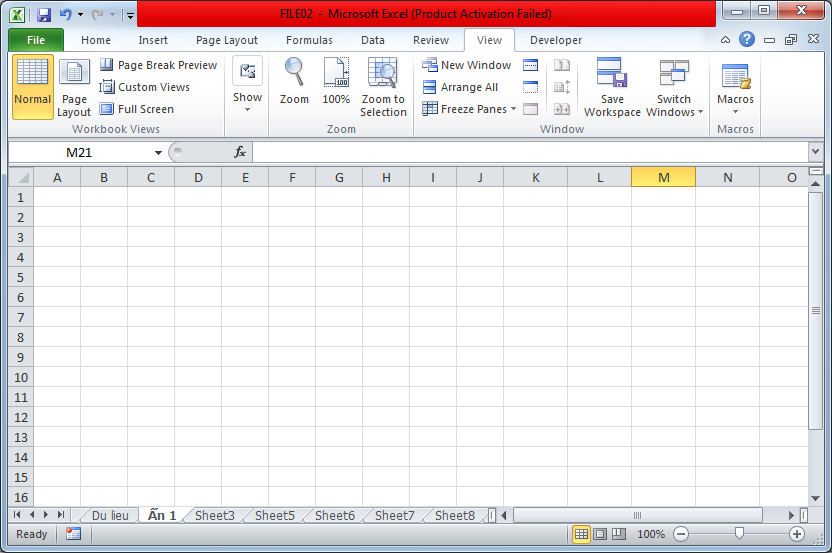 FILE02 - Microsoft Excel (Product Activation Failed)
File Home Insert Page Layout Formulas Data Review View Developer
Normal
Page Layout
Page Break Preview
Custom Views
Full Screen
Workbook Views
Show
Zoom
100%
Zoom to Selection
Zoom
New Window
Arrange All
Freeze Panes
Save Workspace
Switch Windows
Window
Macros
Macros
M21
fx
A B C D E F G H I J K L M N O
1
2
3
4
5
6
7
8
9
10
11
12
13
14
15
16
Du lieu Ẩn 1 Sheet3 Sheet5 Sheet6 Sheet7 Sheet8
Ready 100%